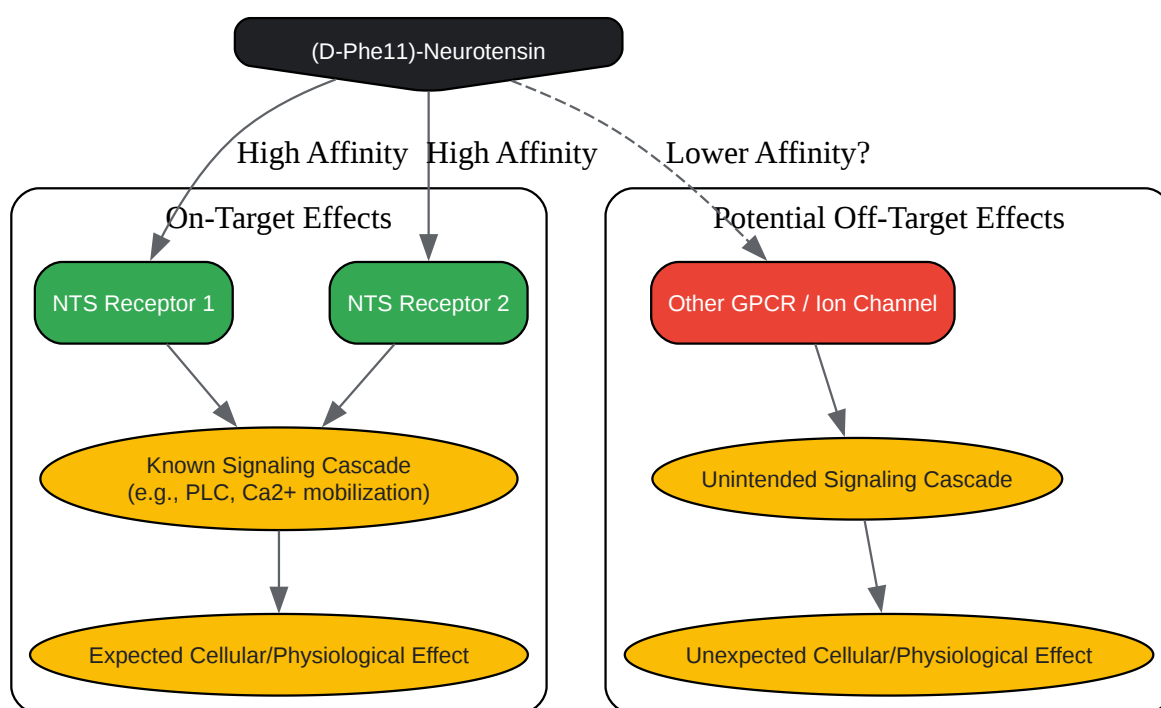 (D-Phe11)-Neurotensin
High Affinity
High Affinity
Lower Affinity?
On-Target Effects
Potential Off-Target Effects
NTS Receptor 1
NTS Receptor 2
Other GPCR / Ion Channel
Known Signaling Cascade
(e.g., PLC, Ca2+ mobilization)
Unintended Signaling Cascade
Expected Cellular/Physiological Effect
Unexpected Cellular/Physiological Effect